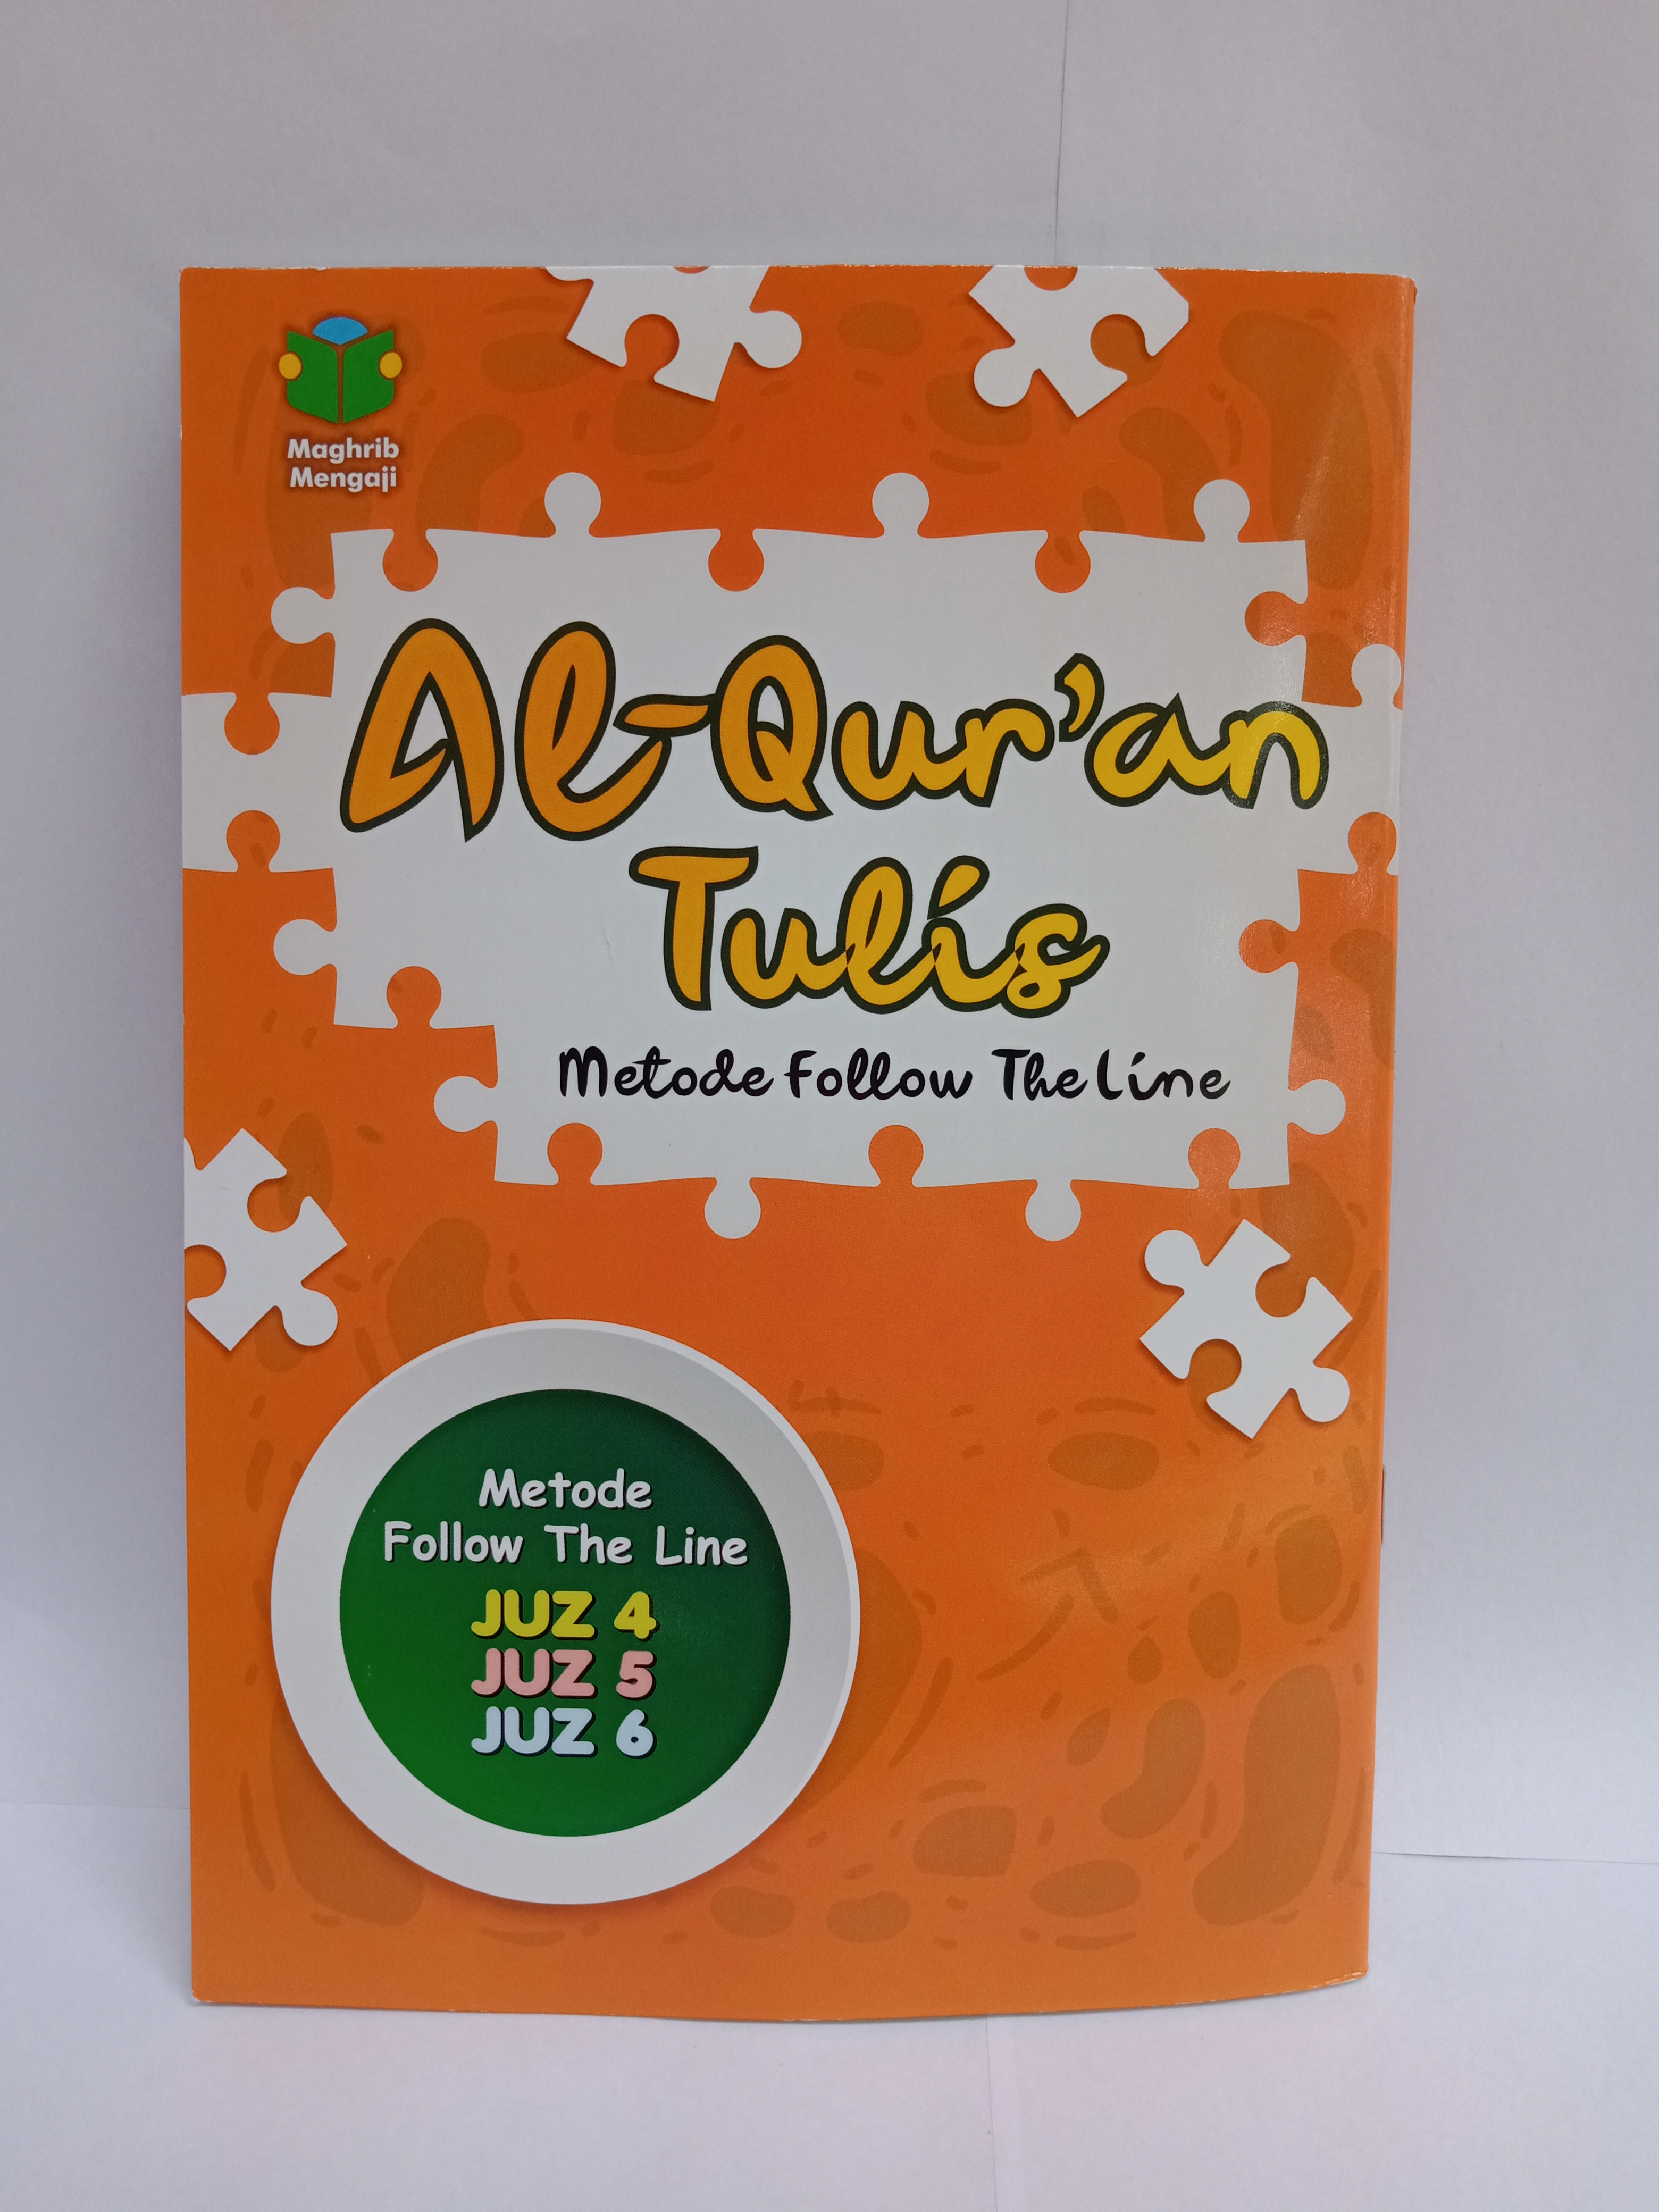 Maghrib
Mengaji
Al-Qur'an
Tulis
Metode Follow The Line
Metode
Follow The Line
JUZ 4
JUZ 5
JUZ 6